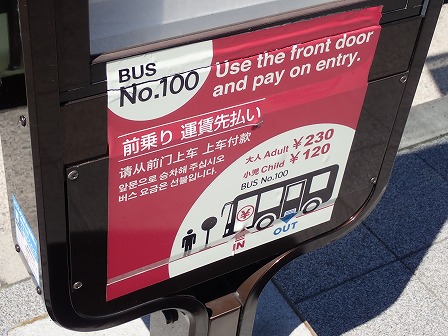 BUS
No.100
Use the front door
and pay on entry.
前乗り 運賃先払い
请从前门上车 上车付款
앞문으로 승차해 주십시오
버스 요금은 선불입니다.
大人 Adult ¥230
小児 Child ¥120
BUS No.100
¥
IN
OUT